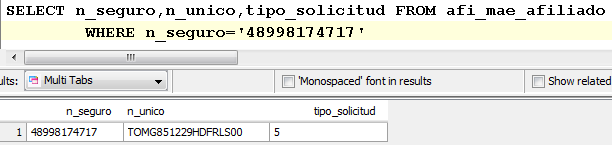 SELECT n_seguro,n_unico,tipo_solicitud FROM afi_mae_afiliado
WHERE n_seguro='48998174717'
ults: Multi Tabs 'Monospaced' font in results Show related
n_seguro n_unico tipo_solicitud
1 48998174717 TOMG851229HDFRLS00 5